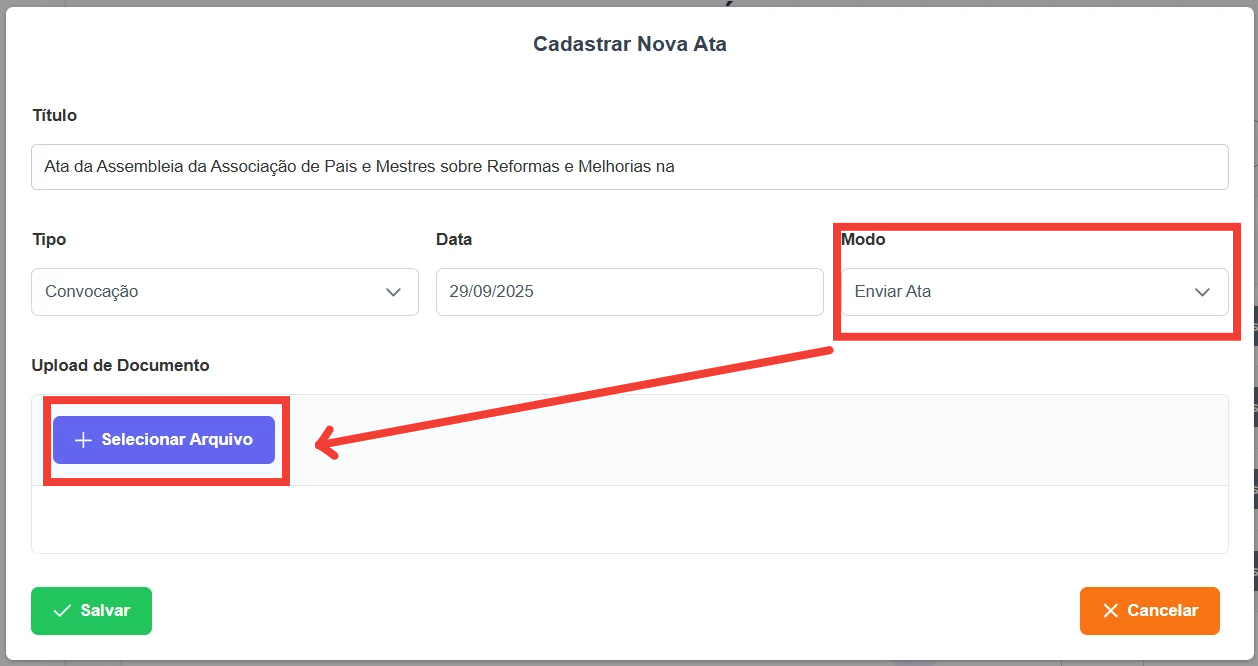 Cadastrar Nova Ata
Título
Ata da Assembleia da Associação de Pais e Mestres sobre Reformas e Melhorias na
Tipo
Data
Modo
Convocação
29/09/2025
Enviar Ata
Upload de Documento
Selecionar Arquivo
Salvar
Cancelar